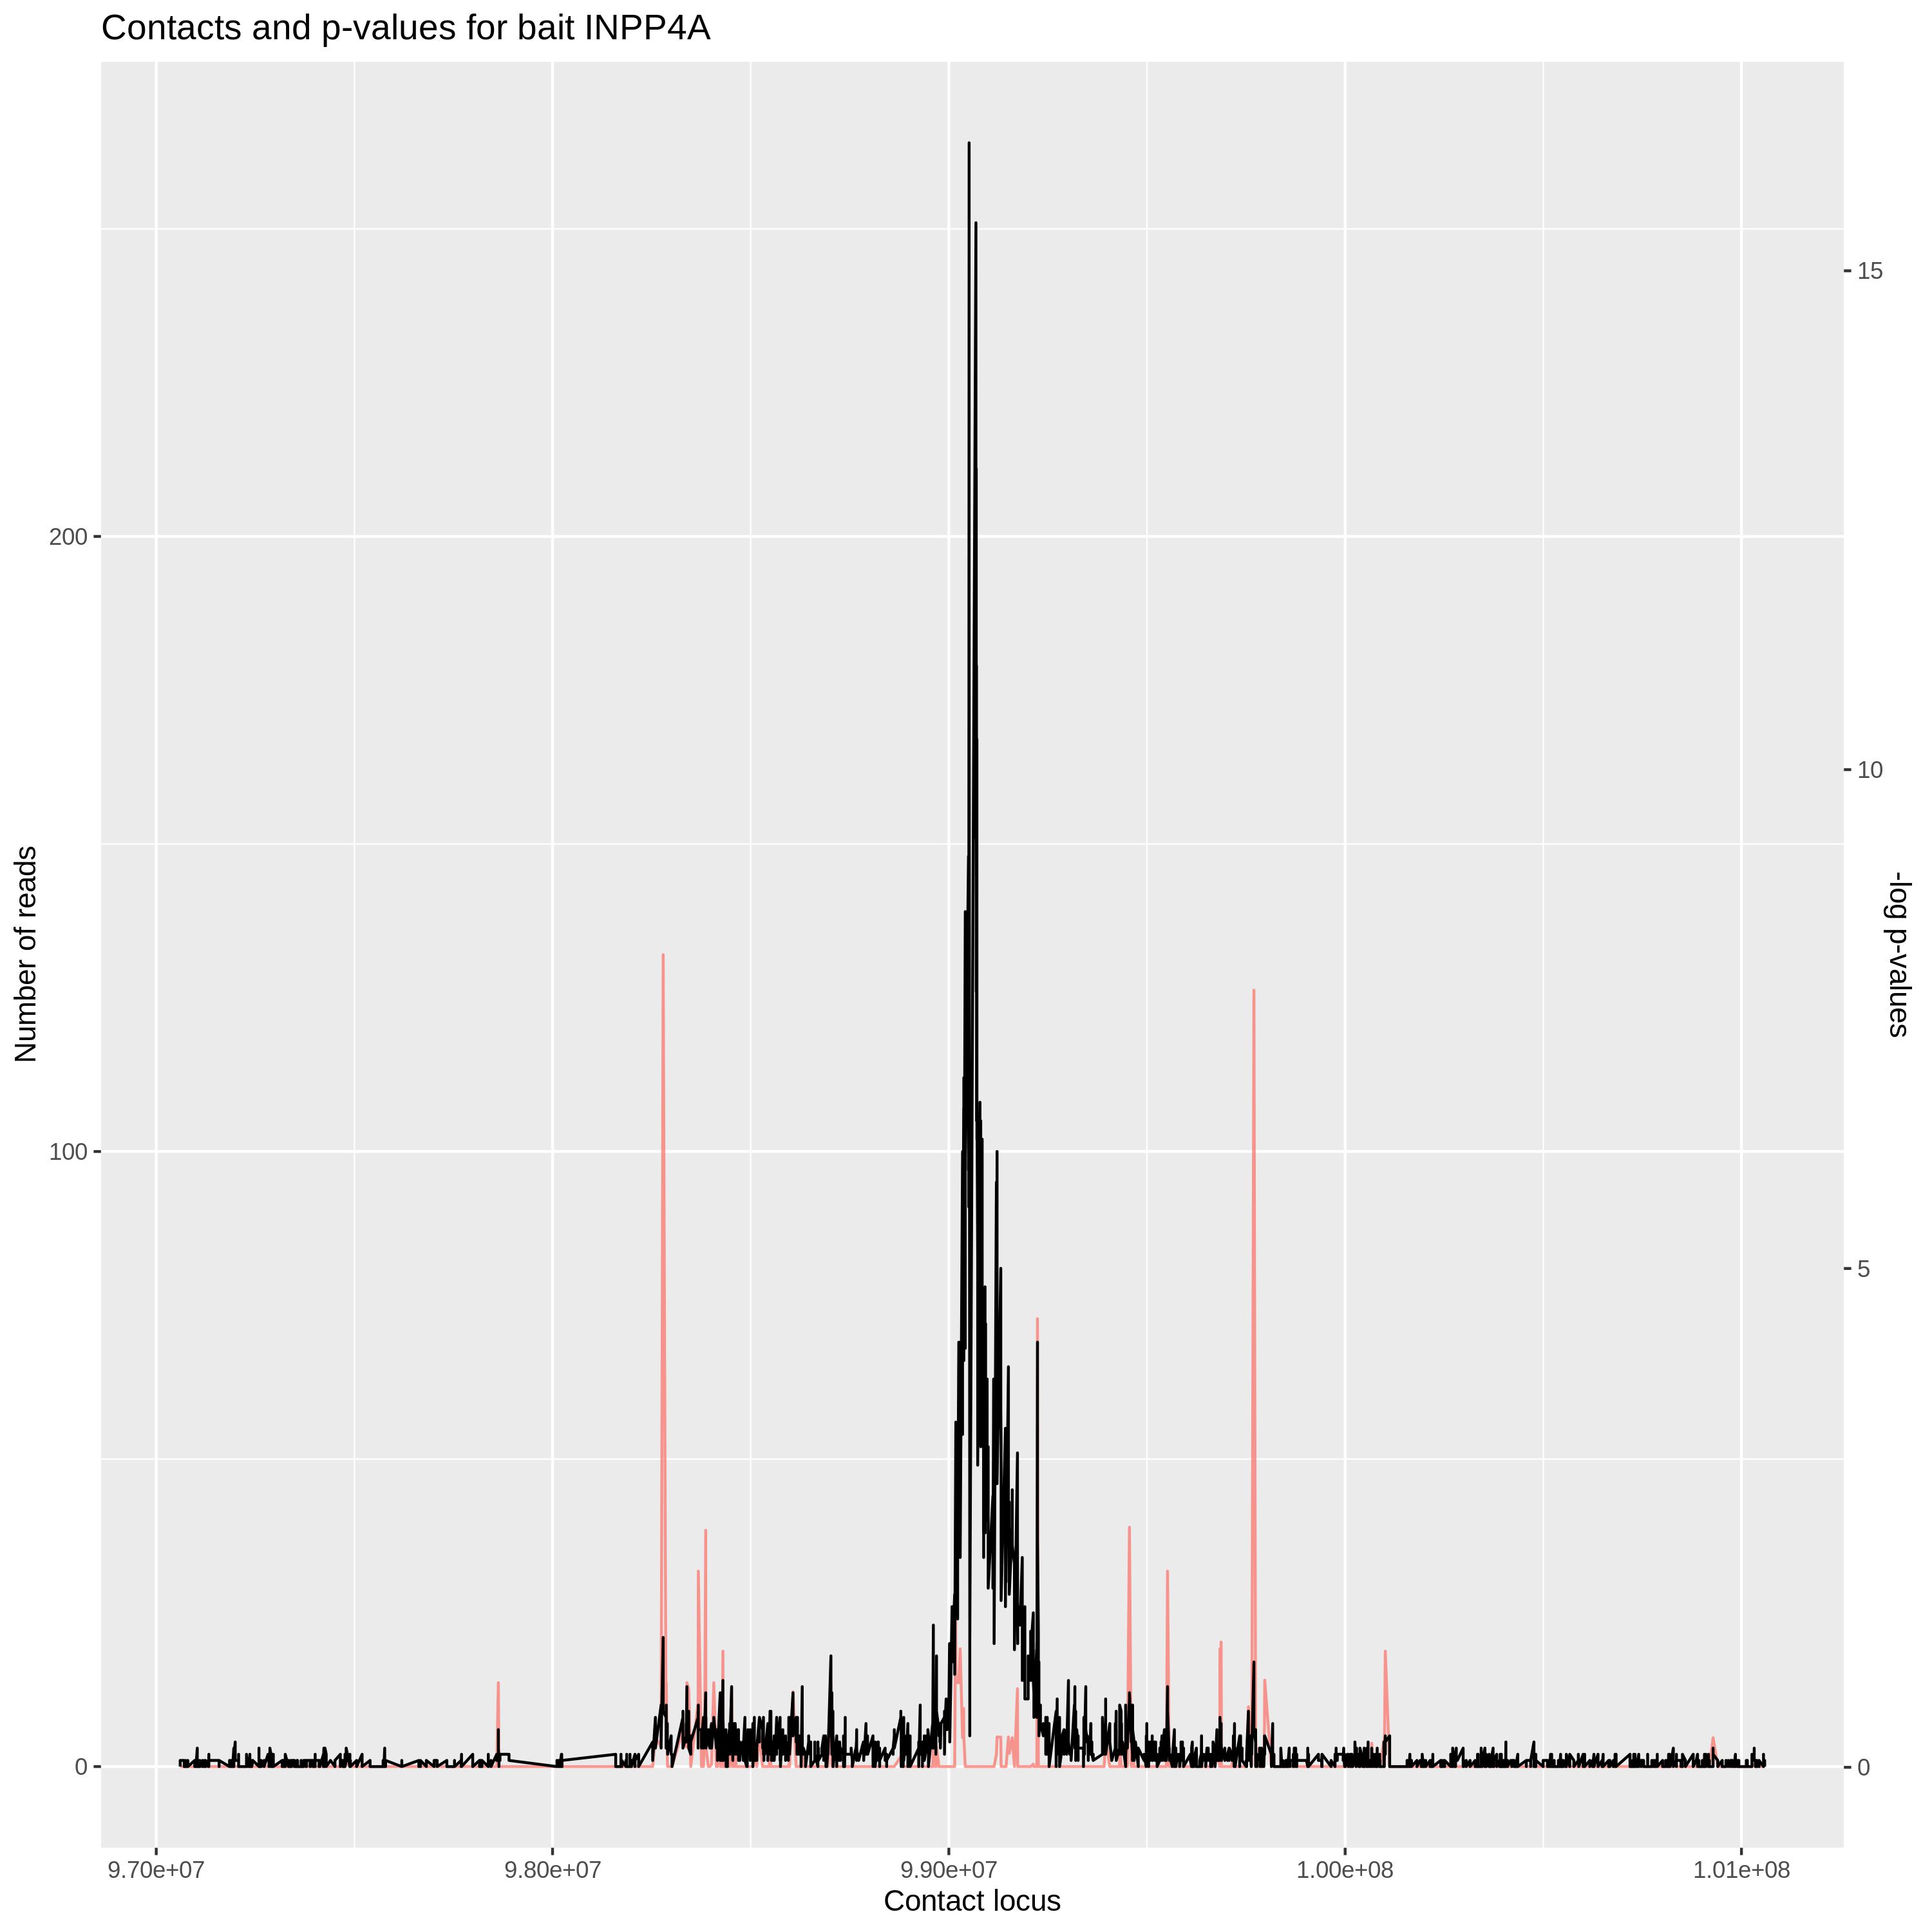 Contacts and p-values for bait INPP4A
Number of reads
200
100
0
15
10
5
0
-log p-values
9.70e+07 9.80e+07 9.90e+07 1.00e+08 1.01e+08
Contact locus